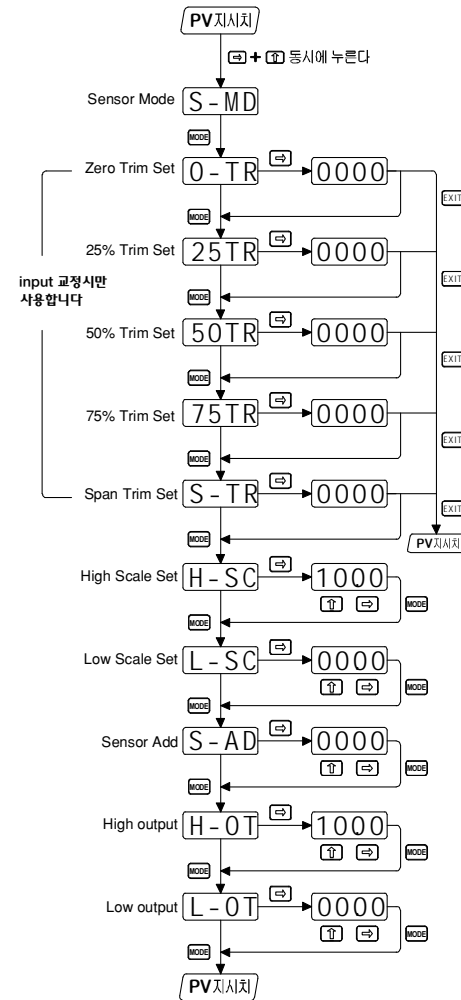 PV지시치
⇨ + ⇧ 동시에 누른다
Sensor Mode S-MD
MODE
Zero Trim Set 0-TR ⇨ 0000
EXIT
MODE
25% Trim Set 25TR ⇨ 0000
EXIT
MODE
input 교정시만
사용합니다
50% Trim Set 50TR ⇨ 0000
EXIT
MODE
75% Trim Set 75TR ⇨ 0000
EXIT
MODE
Span Trim Set S-TR ⇨ 0000
EXIT
MODE
PV지시치
High Scale Set H-SC ⇨ 1000
⇧ ⇨ MODE
MODE
Low Scale Set L-SC ⇨ 0000
⇧ ⇨ MODE
MODE
Sensor Add S-AD ⇨ 0000
⇧ ⇨ MODE
MODE
High output H-OT ⇨ 100.0
⇧ ⇨ MODE
MODE
Low output L-OT ⇨ 0000
⇧ ⇨ MODE
MODE
PV지시치